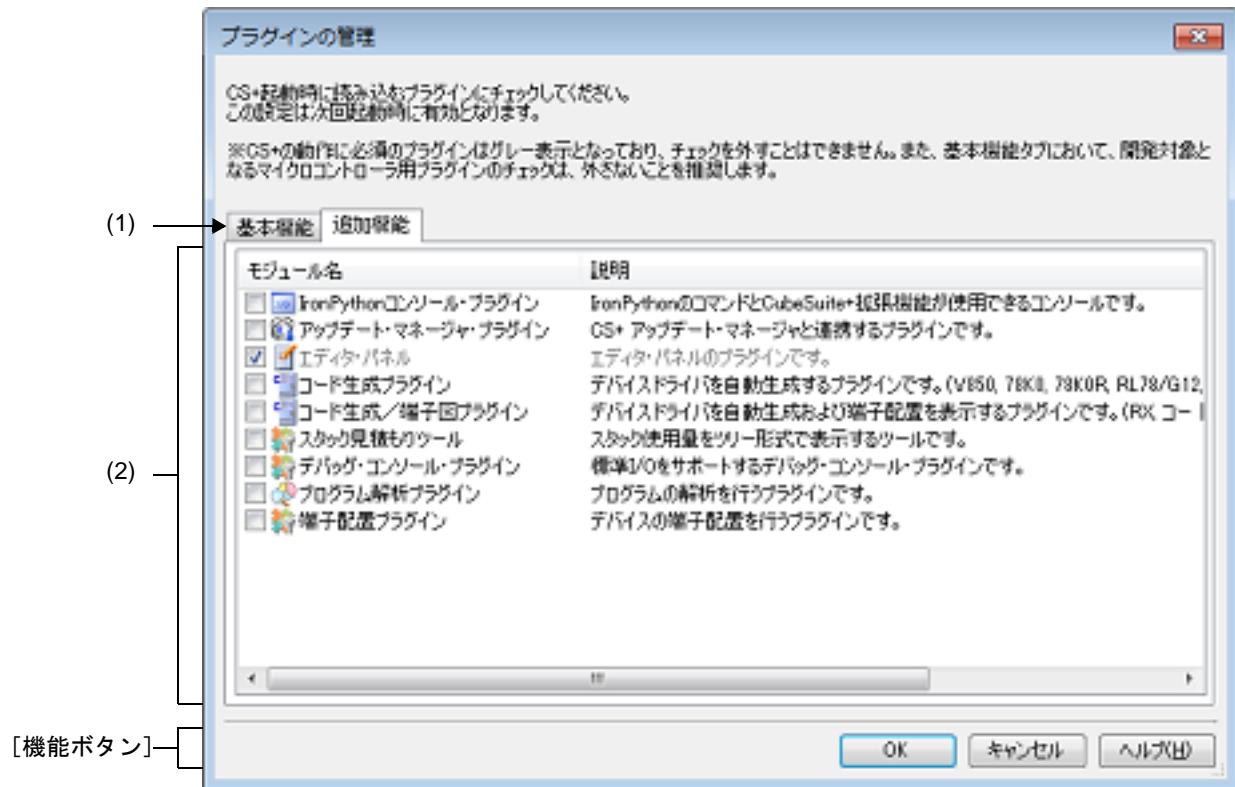 プラグインの管理
CS+起動時に読み込むプラグインにチェックしてください。
この設定は次回起動時に有効となります。
※CS+の動作に必須のプラグインはグレー表示となっており、チェックを外すことはできません。また、基本機能タブにおいて、開発対象と
なるマイクロコントローラ用プラグインのチェックは、外さないことを推奨します。
(1)
基本機能 追加機能
(2)
モジュール名 説明
IronPythonコンソール・プラグイン IronPythonのコマンドとCubeSuite+拡張機能が使用できるコンソールです。
アップデート・マネージャ・プラグイン CS+ アップデート・マネージャと連携するプラグインです。
エディタ・パネル エディタ・パネルのプラグインです。
コード生成プラグイン デバイスドライバを自動生成するプラグインです。(V850, 78K0, 78K0R, RL78/G12,
コード生成／端子図プラグイン デバイスドライバを自動生成および端子配置を表示するプラグインです。(RX, コード
スタック見積もりツール スタック使用量をツリー形式で表示するツールです。
デバッグ・コンソール・プラグイン 標準I/Oをサポートするデバッグ・コンソール・プラグインです。
プログラム解析プラグイン プログラムの解析を行うプラグインです。
端子配置プラグイン デバイスの端子配置を行うプラグインです。
[機能ボタン]
OK キャンセル ヘルプ(H)